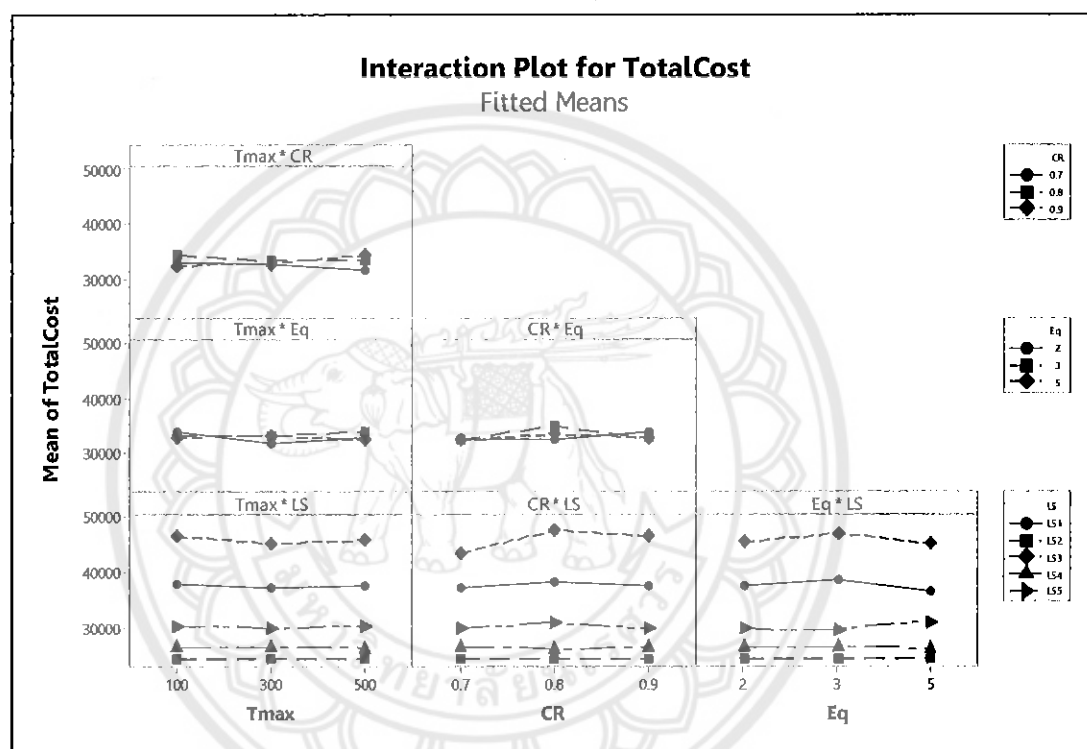 Interaction Plot for TotalCost
Fitted Means
Tmax * CR
50000
40000
30000
CR
0.7
0.8
0.9
Mean of TotalCost
Tmax * Eq
CR * Eq
50000
40000
30000
Eq
2
3
5
Tmax * LS
CR * LS
Eq * LS
50000
40000
30000
LS
LS1
LS2
LS3
LS4
LS5
100 300 500 0.7 0.8 0.9 2 3 5
Tmax CR Eq